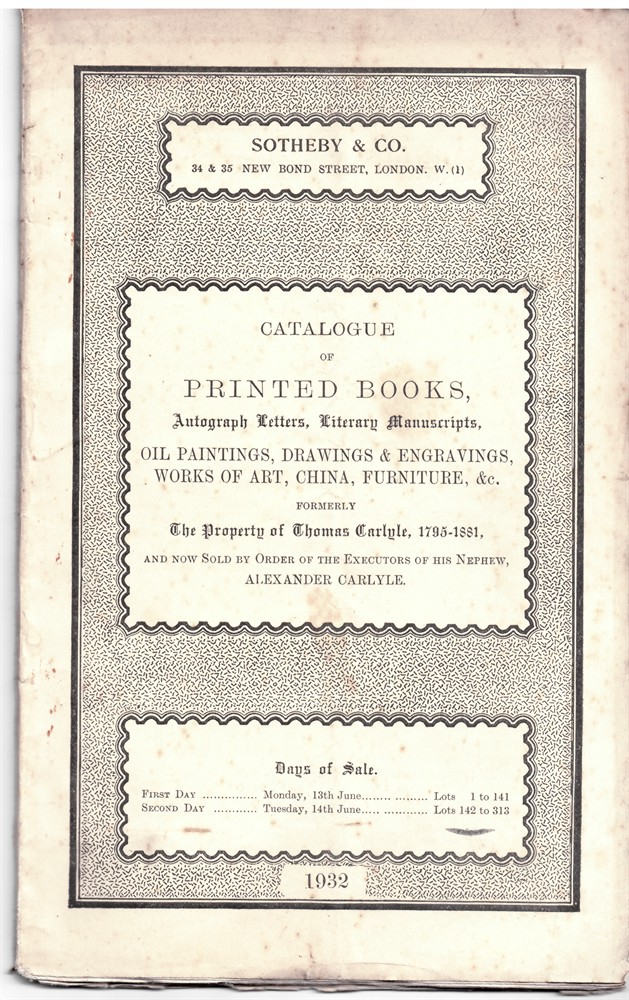 SOTHEBY & CO.
34 & 35 NEW BOND STREET, LONDON. W.(1)
CATALOGUE
OF
PRINTED BOOKS,
Autograph Letters, Literary Manuscripts,
OIL PAINTINGS, DRAWINGS & ENGRAVINGS,
WORKS OF ART, CHINA, FURNITURE, &c.
FORMERLY
The Property of Thomas Carlyle, 1795-1881,
AND NOW SOLD BY ORDER OF THE EXECUTORS OF HIS NEPHEW,
ALEXANDER CARLYLE.
Days of Sale.
FIRST DAY ............... Monday, 13th June................. Lots 1 to 141
SECOND DAY ............ Tuesday, 14th June................. Lots 142 to 313
1932